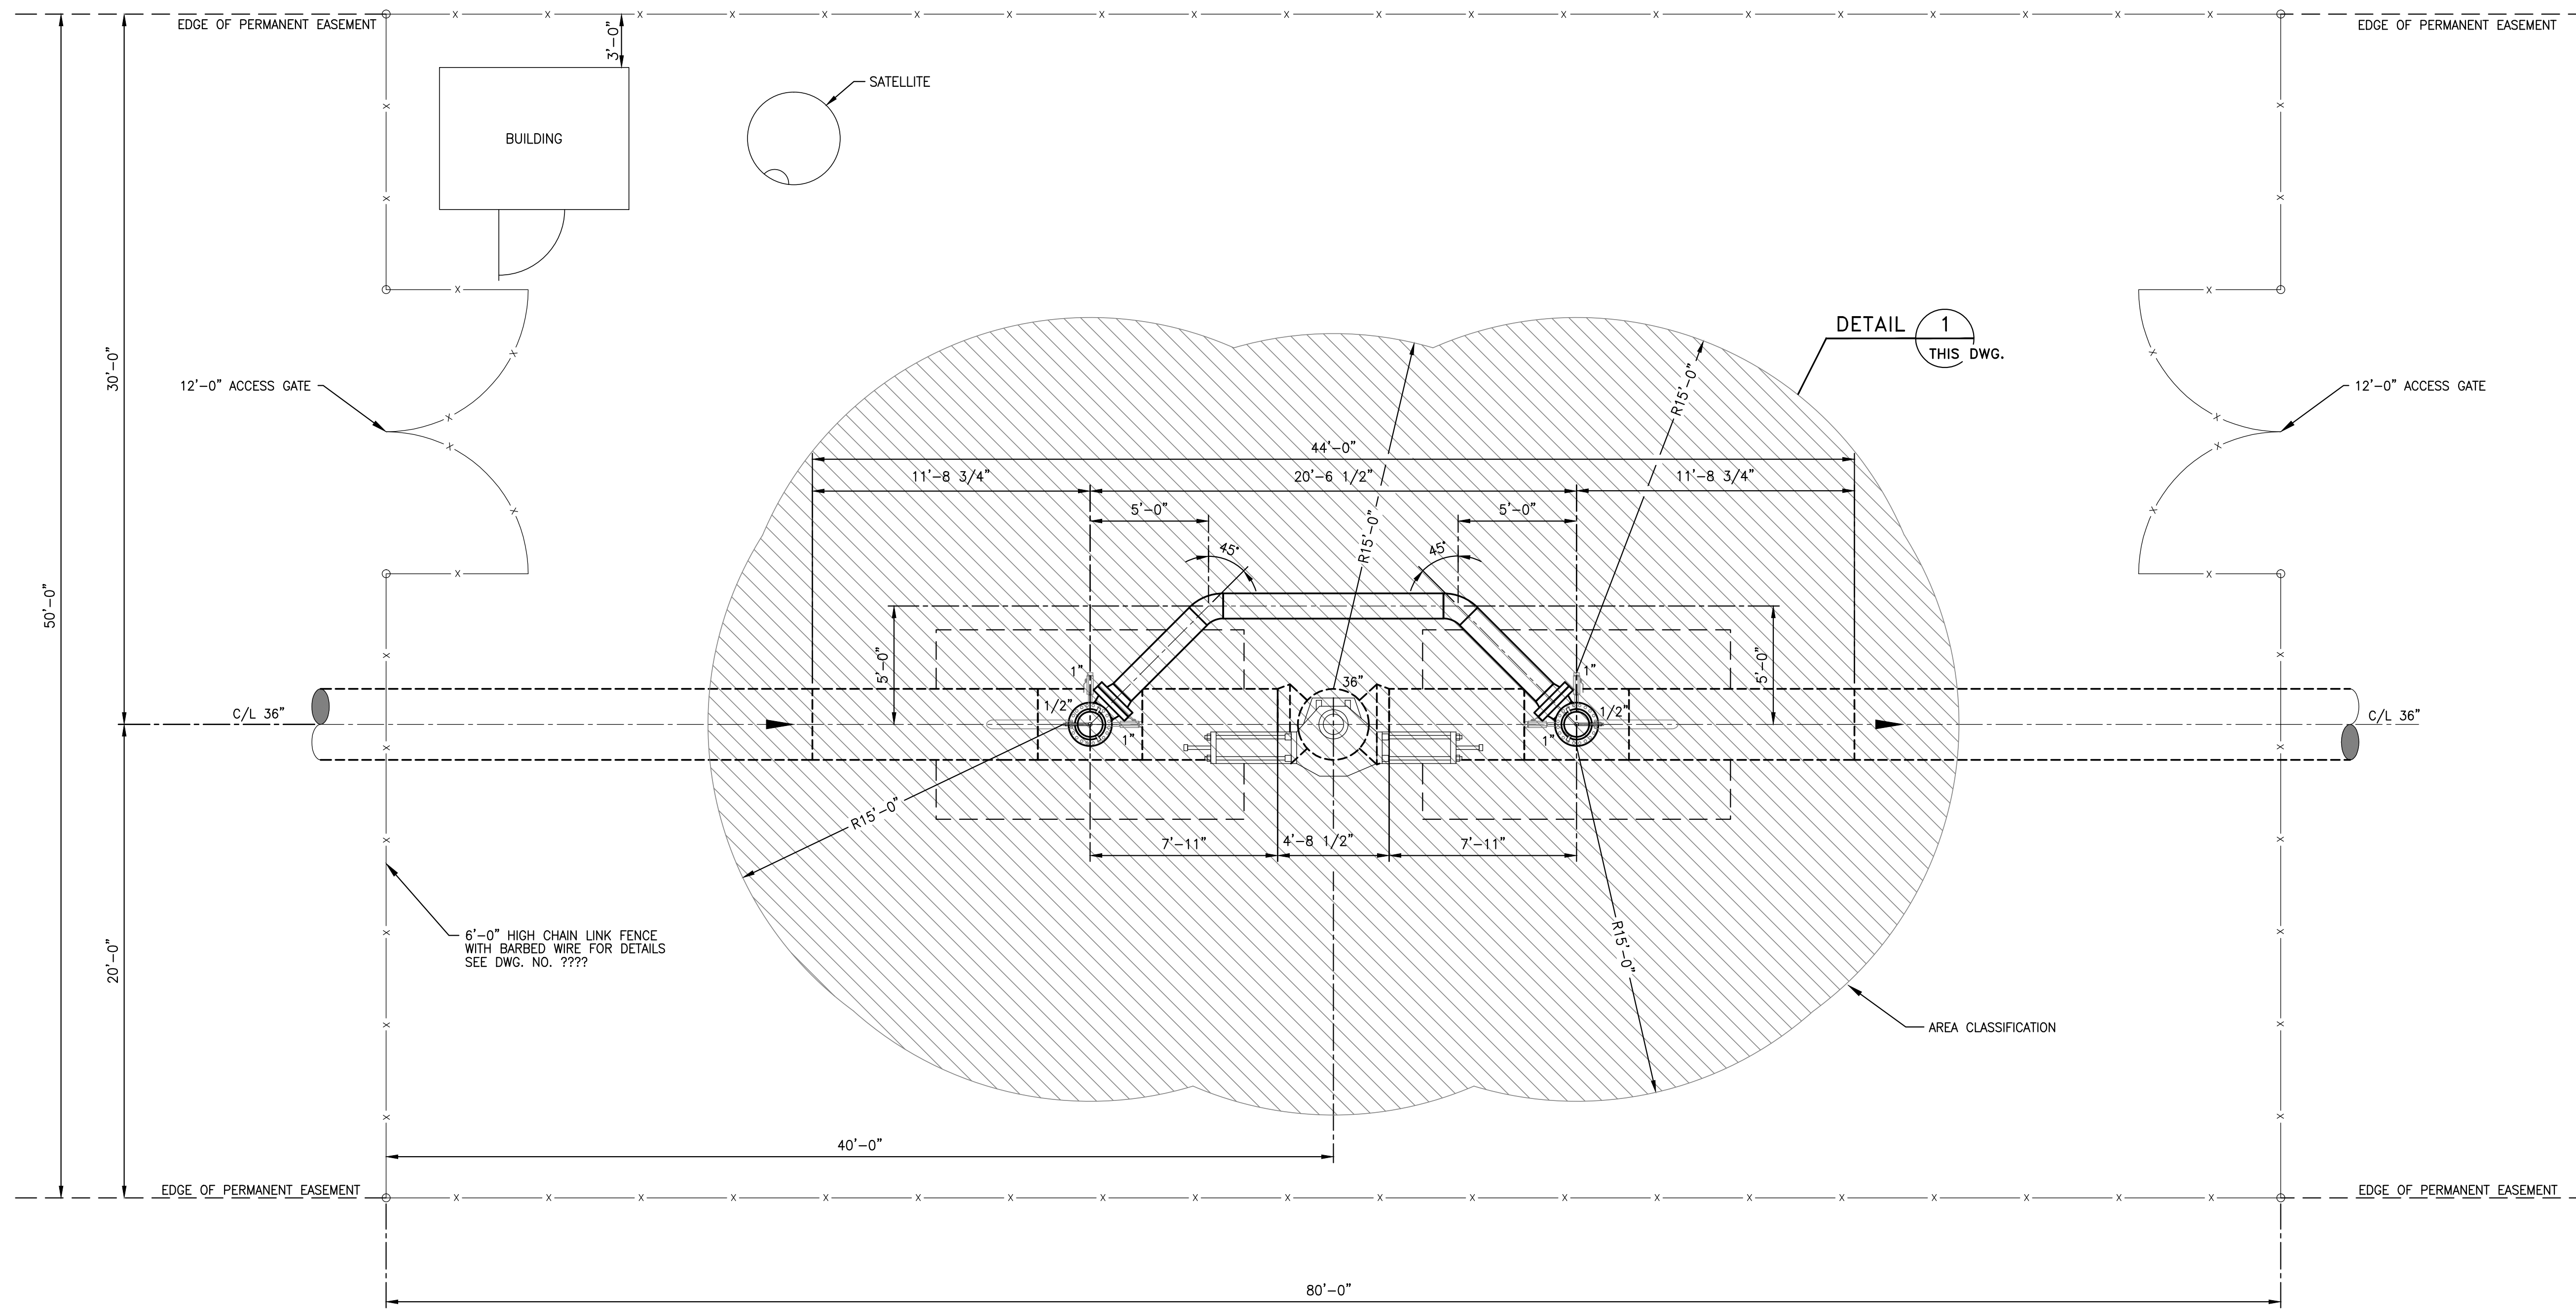 EDGE OF PERMANENT EASEMENT
EDGE OF PERMANENT EASEMENT
3'-0"
SATELLITE
BUILDING
DETAIL 1
THIS DWG.
30'-0"
12'-0" ACCESS GATE
12'-0" ACCESS GATE
R15'-0"
44'-0"
11'-8 3/4"
20'-6 1/2"
11'-8 3/4"
5'-0"
5'-0"
R15'-0"
45°
45°
50'-0"
5'-0"
5'-0"
1"
1"
36"
1/2"
1/2"
C/L 36"
C/L 36"
1"
1"
R15'-0"
7'-11"
4'-8 1/2"
7'-11"
6'-0" HIGH CHAIN LINK FENCE
WITH BARBED WIRE FOR DETAILS
SEE DWG. NO. ????
20'-0"
R15'-0"
AREA CLASSIFICATION
40'-0"
EDGE OF PERMANENT EASEMENT
EDGE OF PERMANENT EASEMENT
80'-0"